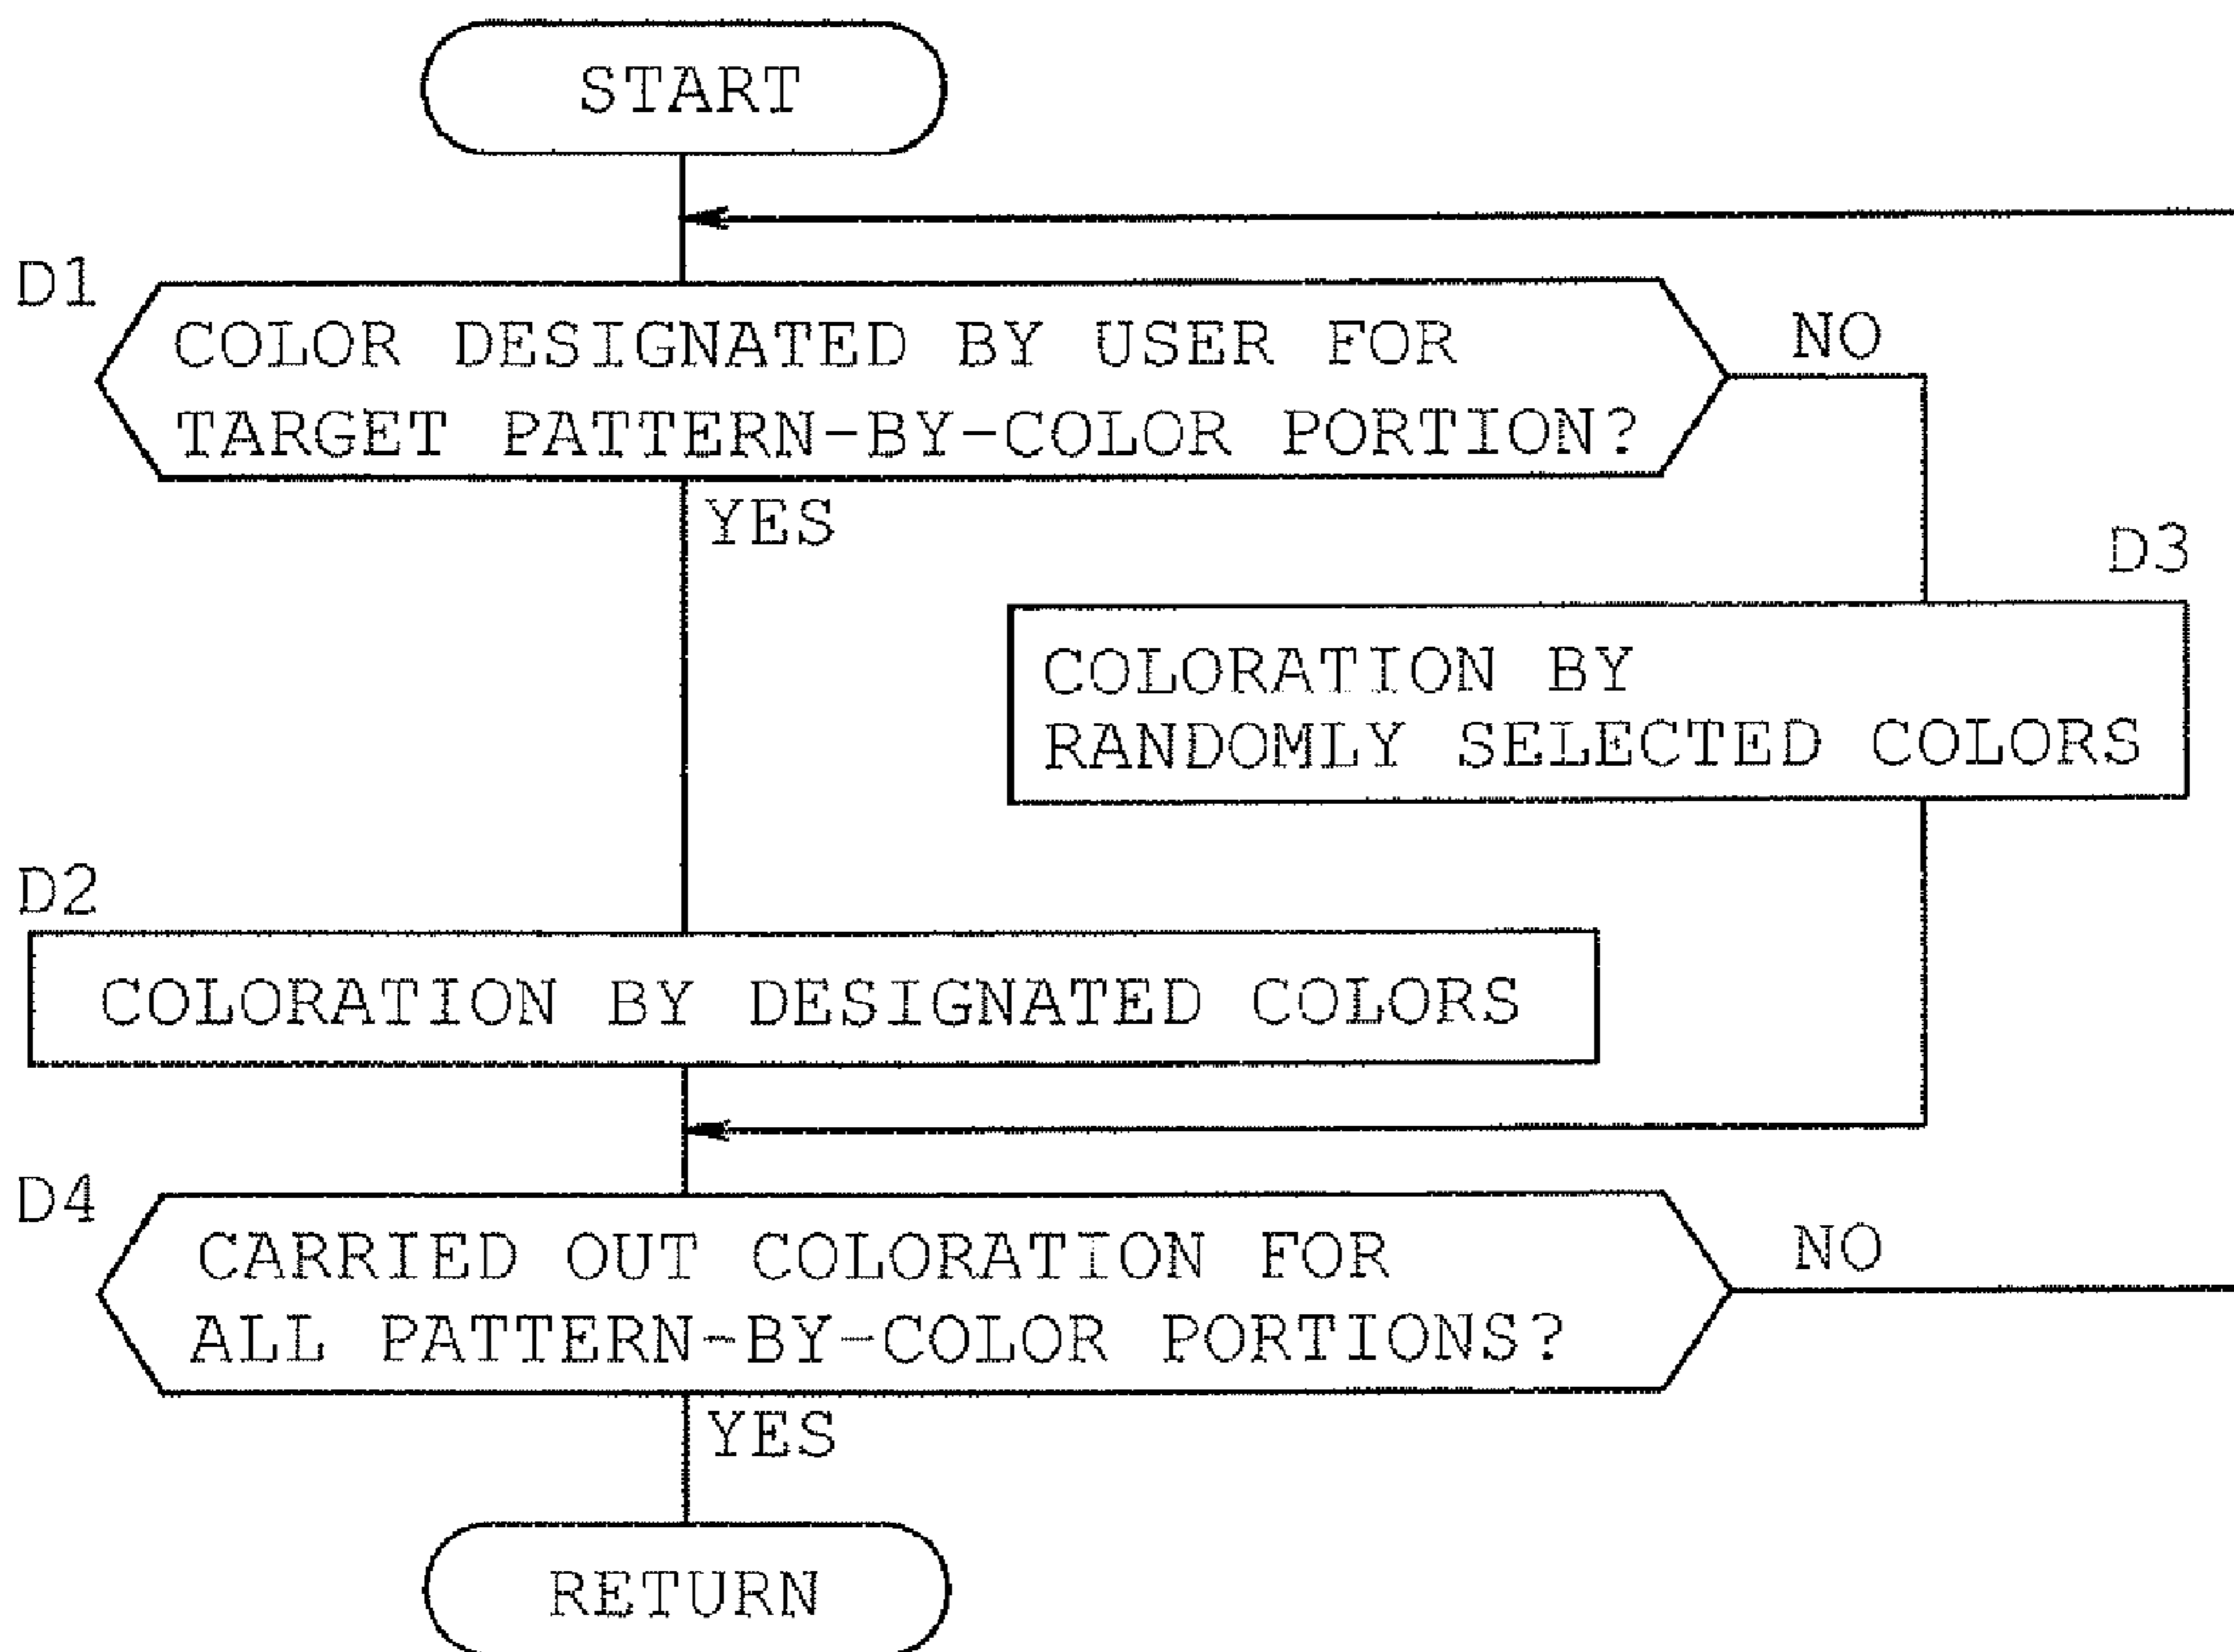 START
D1
COLOR DESIGNATED BY USER FOR
TARGET PATTERN-BY-COLOR PORTION?
NO
YES
D3
COLORATION BY
RANDOMLY SELECTED COLORS
D2
COLORATION BY DESIGNATED COLORS
D4
CARRIED OUT COLORATION FOR
ALL PATTERN-BY-COLOR PORTIONS?
NO
YES
RETURN